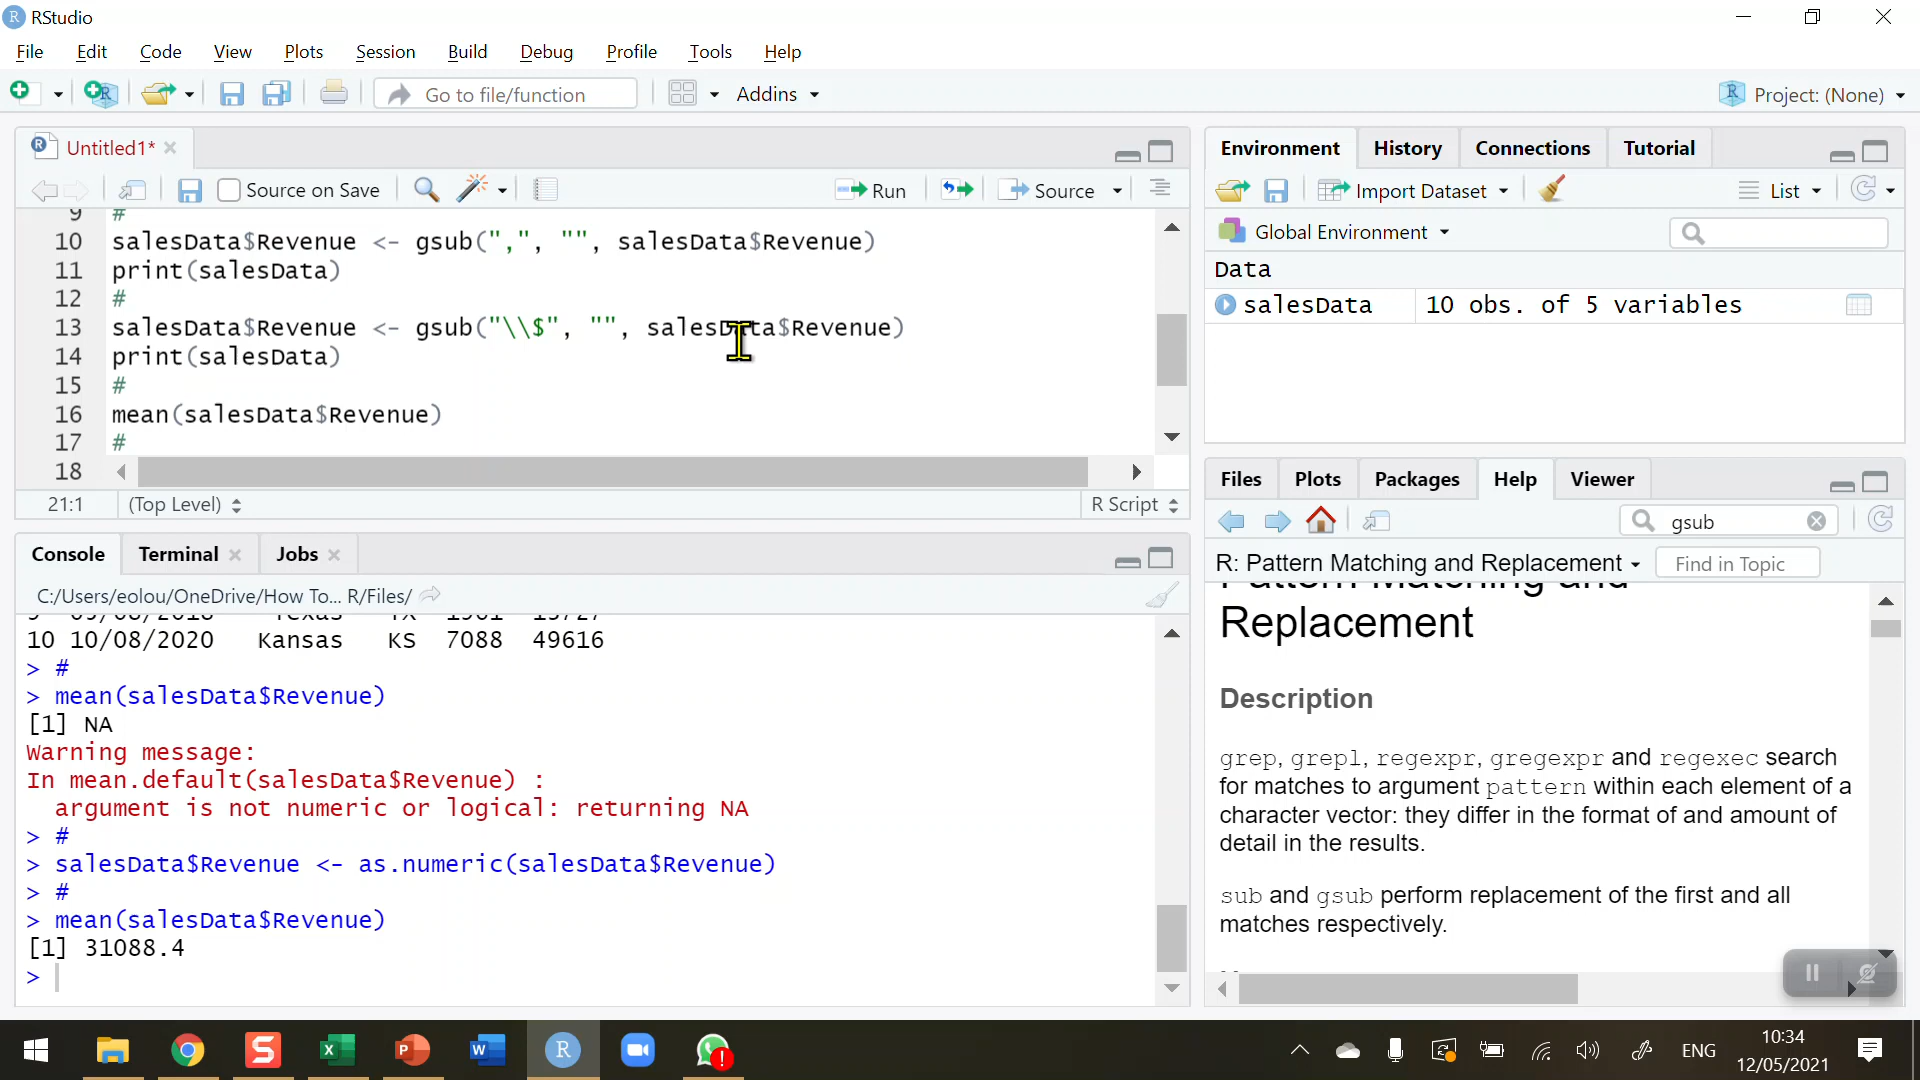 RStudio
File Edit Code View Plots Session Build Debug Profile Tools Help
Go to file/function Addins Project: (None)
Untitled1*
Source on Save Run Source
9 #
10 salesData$Revenue <- gsub(",", "", salesData$Revenue)
11 print(salesData)
12 #
13 salesData$Revenue <- gsub("\\$", "", salesData$Revenue)
14 print(salesData)
15 #
16 mean(salesData$Revenue)
17 #
18
21:1 (Top Level) R Script
Console Terminal Jobs
C:/Users/eolou/OneDrive/How To... R/Files/
10 10/08/2020 Kansas KS 7088 49616
> #
> mean(salesData$Revenue)
[1] NA
Warning message:
In mean.default(salesData$Revenue) :
argument is not numeric or logical: returning NA
> #
> salesData$Revenue <- as.numeric(salesData$Revenue)
> #
> mean(salesData$Revenue)
[1] 31088.4
>
Environment History Connections Tutorial
Import Dataset List
Global Environment
Data
salesData 10 obs. of 5 variables
Files Plots Packages Help Viewer
gsub
R: Pattern Matching and Replacement Find in Topic
Pattern Matching and
Replacement
Description
grep, grepl, regexpr, gregexpr and regexec search
for matches to argument pattern within each element of a
character vector: they differ in the format of and amount of
detail in the results.
sub and gsub perform replacement of the first and all
matches respectively.
ENG
10:34
12/05/2021